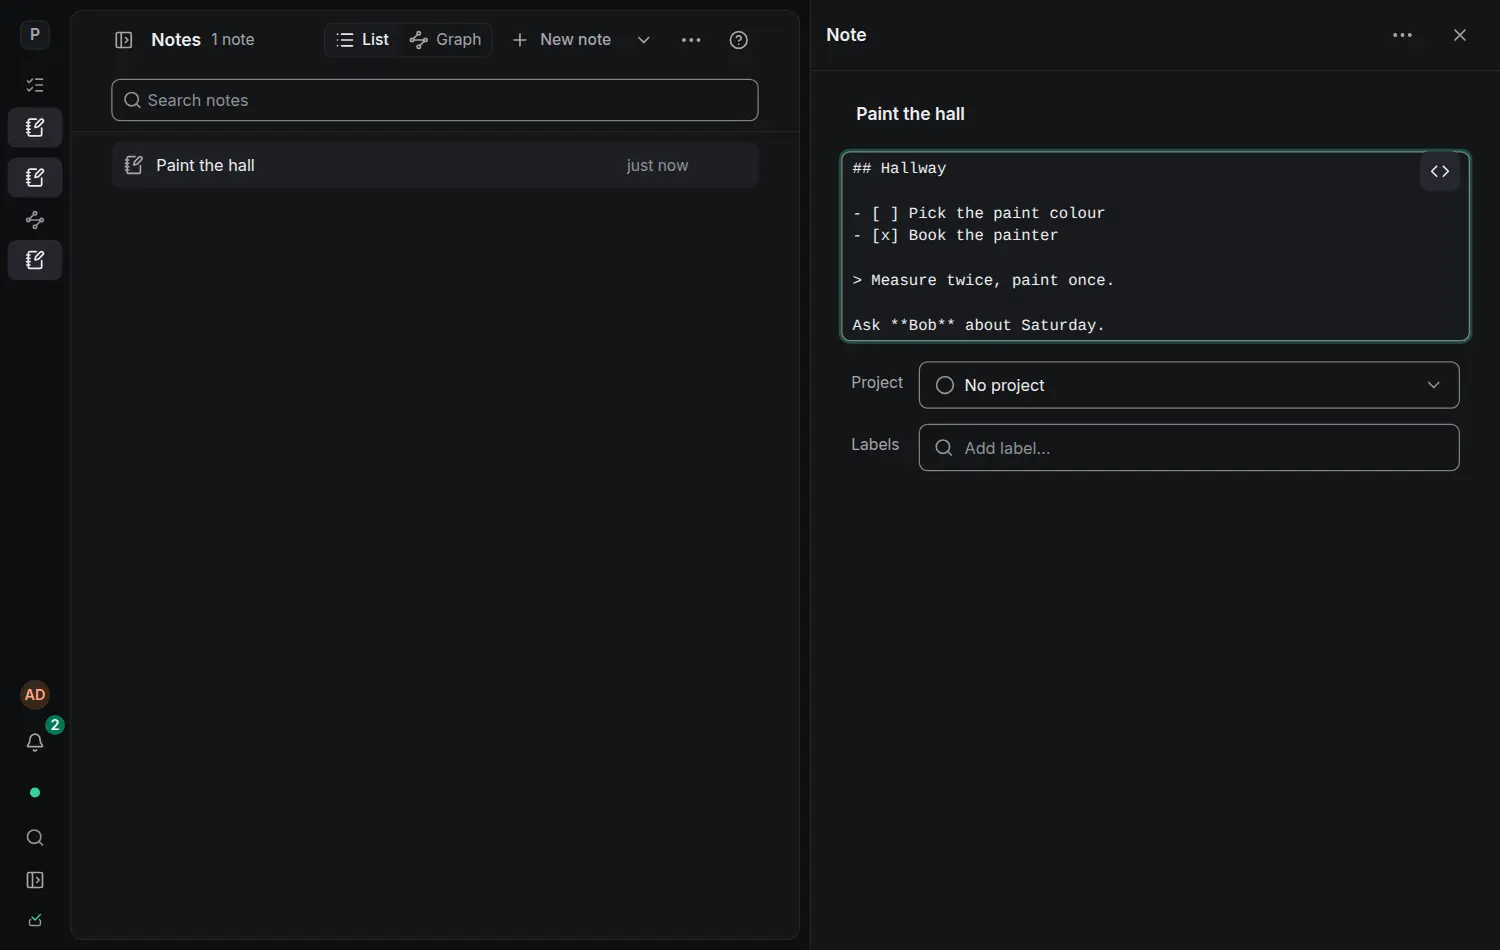 P
Notes 1 note
List
Graph
New note
Search notes
Paint the hall just now
AD
2
Note
Paint the hall
## Hallway
- [ ] Pick the paint colour
- [x] Book the painter
> Measure twice, paint once.
Ask **Bob** about Saturday.
Project No project
Labels Add label...